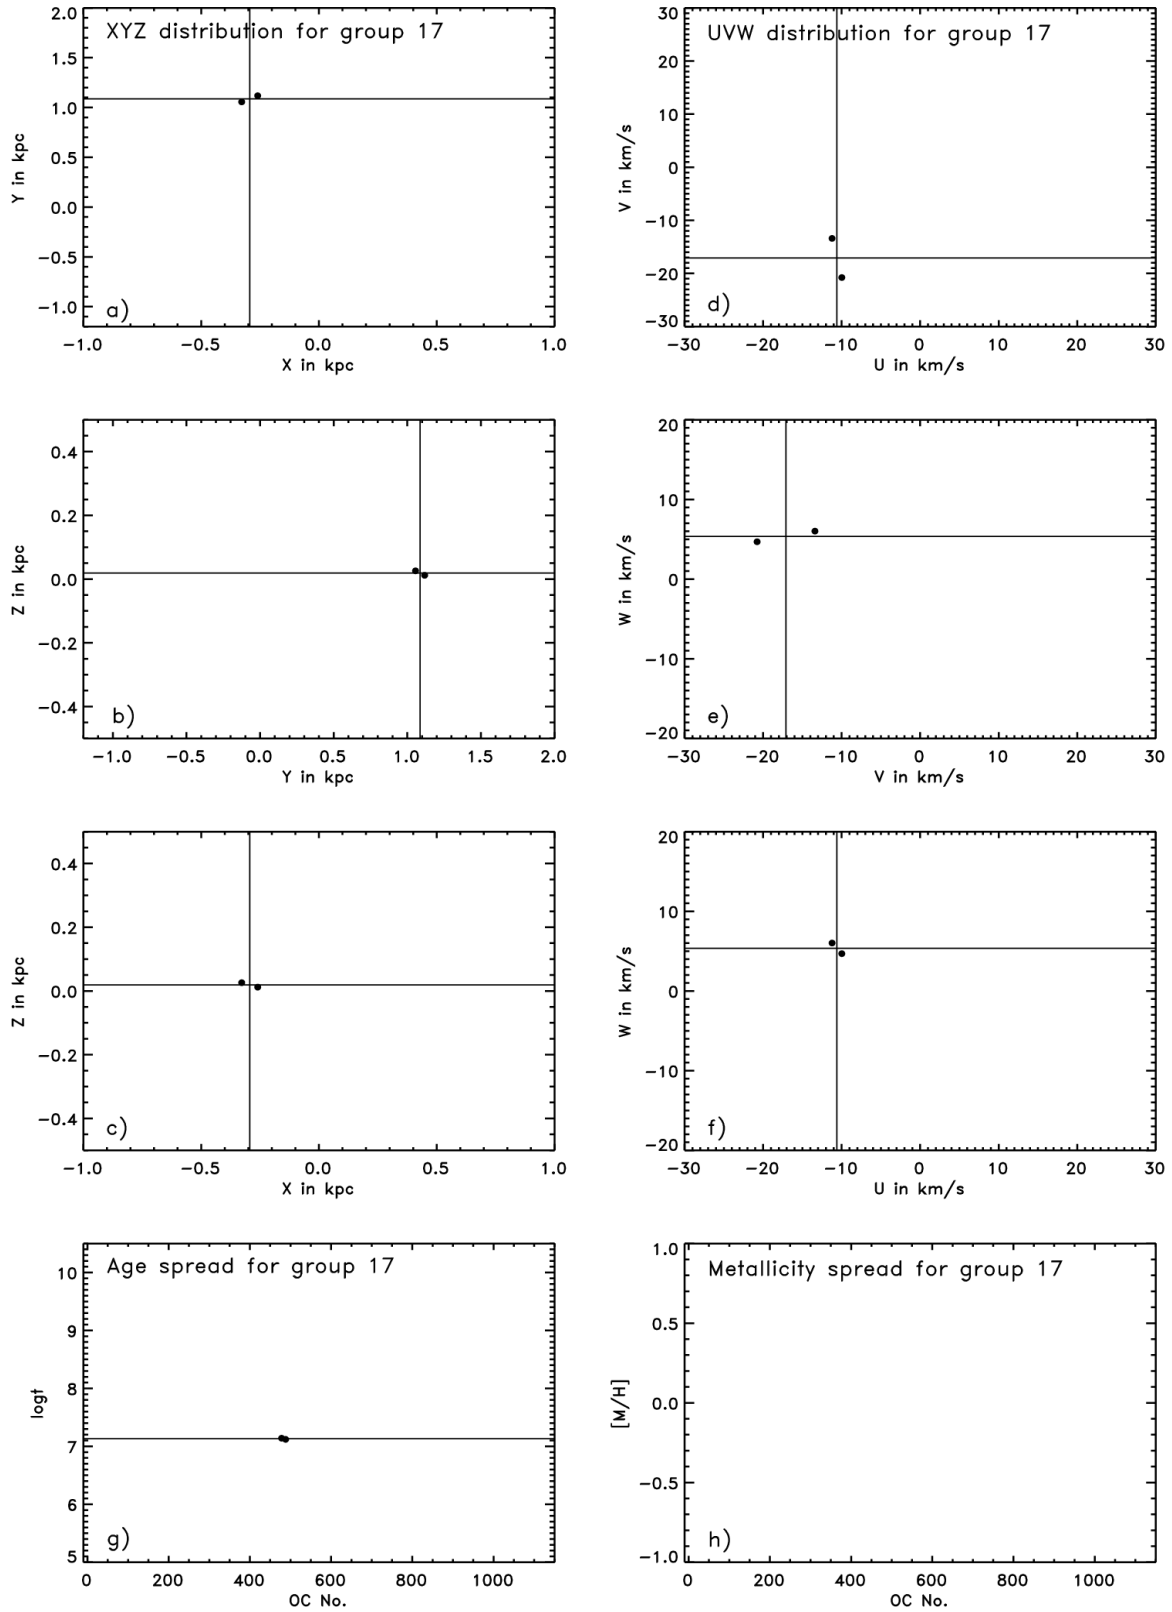 XYZ distribution for group 17
2.0
1.5
1.0
0.5
0.0
−0.5
−1.0
Y in kpc
a)
−1.0 −0.5 0.0 0.5 1.0
X in kpc
UVW distribution for group 17
30
20
10
0
−10
−20
−30
V in km/s
d)
−30 −20 −10 0 10 20 30
U in km/s
0.4
0.2
0.0
−0.2
−0.4
Z in kpc
b)
−1.0 −0.5 0.0 0.5 1.0 1.5 2.0
Y in kpc
20
10
0
−10
−20
W in km/s
e)
−30 −20 −10 0 10 20 30
V in km/s
0.4
0.2
0.0
−0.2
−0.4
Z in kpc
c)
−1.0 −0.5 0.0 0.5 1.0
X in kpc
20
10
0
−10
−20
W in km/s
f)
−30 −20 −10 0 10 20 30
U in km/s
Age spread for group 17
10
9
8
7
6
5
logt
g)
0 200 400 600 800 1000
OC No.
Metallicity spread for group 17
1.0
0.5
0.0
−0.5
−1.0
[M/H]
h)
0 200 400 600 800 1000
OC No.